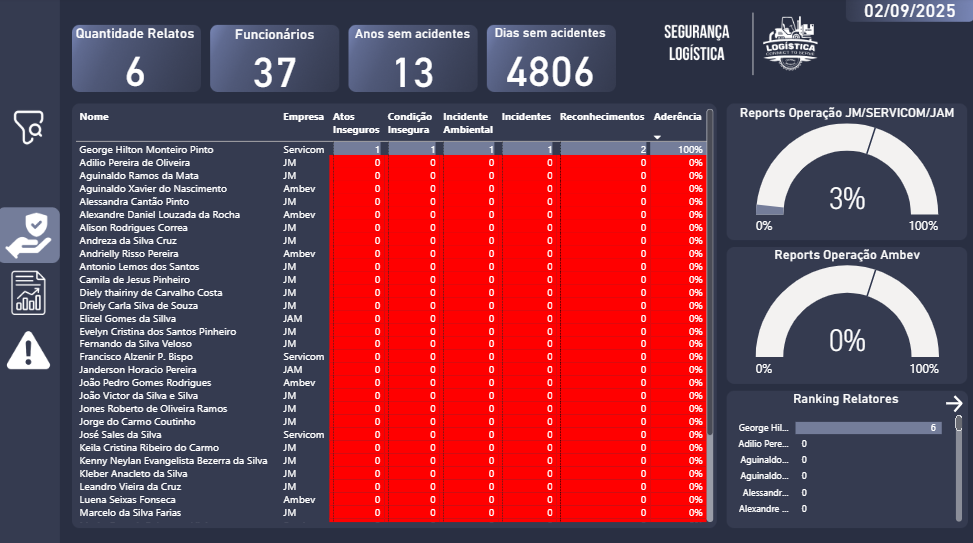 02/09/2025
Quantidade Relatos
6
Funcionários
37
Anos sem acidentes
13
Dias sem acidentes
4806
SEGURANÇA
LOGÍSTICA
LOGÍSTICA
Nome Empresa Atos Inseguros Condição Insegura Incidente Ambiental Incidentes Reconhecimentos Aderência
George Hilton Monteiro Pinto Servicom 1 1 1 1 2 100%
Adilio Pereira de Oliveira JM 0 0 0 0 0 0%
Aguinaldo Ramos da Mata JM 0 0 0 0 0 0%
Aguinaldo Xavier do Nascimento Ambev 0 0 0 0 0 0%
Alessandra Cantão Pinto JM 0 0 0 0 0 0%
Alexandre Daniel Louzada da Rocha Ambev 0 0 0 0 0 0%
Alison Rodrigues Correa JM 0 0 0 0 0 0%
Andreza da Silva Cruz JM 0 0 0 0 0 0%
Andrielly Risso Pereira Ambev 0 0 0 0 0 0%
Antonio Lemos dos Santos JM 0 0 0 0 0 0%
Camila de Jesus Pinheiro JM 0 0 0 0 0 0%
Diely thairiny de Carvalho Costa JM 0 0 0 0 0 0%
Driely Carla Silva de Souza JM 0 0 0 0 0 0%
Elizel Gomes da Sillva JAM 0 0 0 0 0 0%
Evelyn Cristina dos Santos Pinheiro JM 0 0 0 0 0 0%
Fernando da Silva Veloso JM 0 0 0 0 0 0%
Francisco Alzenir P. Bispo Servicom 0 0 0 0 0 0%
Janderson Horacio Pereira JAM 0 0 0 0 0 0%
João Pedro Gomes Rodrigues Ambev 0 0 0 0 0 0%
João Victor da Silva e Silva JM 0 0 0 0 0 0%
Jones Roberto de Oliveira Ramos JM 0 0 0 0 0 0%
Jorge do Carmo Coutinho JM 0 0 0 0 0 0%
José Sales da Silva Servicom 0 0 0 0 0 0%
Keila Cristina Ribeiro do Carmo JM 0 0 0 0 0 0%
Kenny Neylan Evangelista Bezerra da Silva JM 0 0 0 0 0 0%
Kleber Anacleto da Silva JM 0 0 0 0 0 0%
Leandro Vieira da Cruz JM 0 0 0 0 0 0%
Luena Seixas Fonseca Ambev 0 0 0 0 0 0%
Marcelo da Silva Farias JM 0 0 0 0 0 0%
Reports Operação JM/SERVICOM/JAM
3%
0% 100%
Reports Operação Ambev
0%
0% 100%
Ranking Relatores
George Hil... 6
Adilio Pere... 0
Aguinaldo... 0
Aguinaldo... 0
Alessandr... 0
Alexandre ... 0